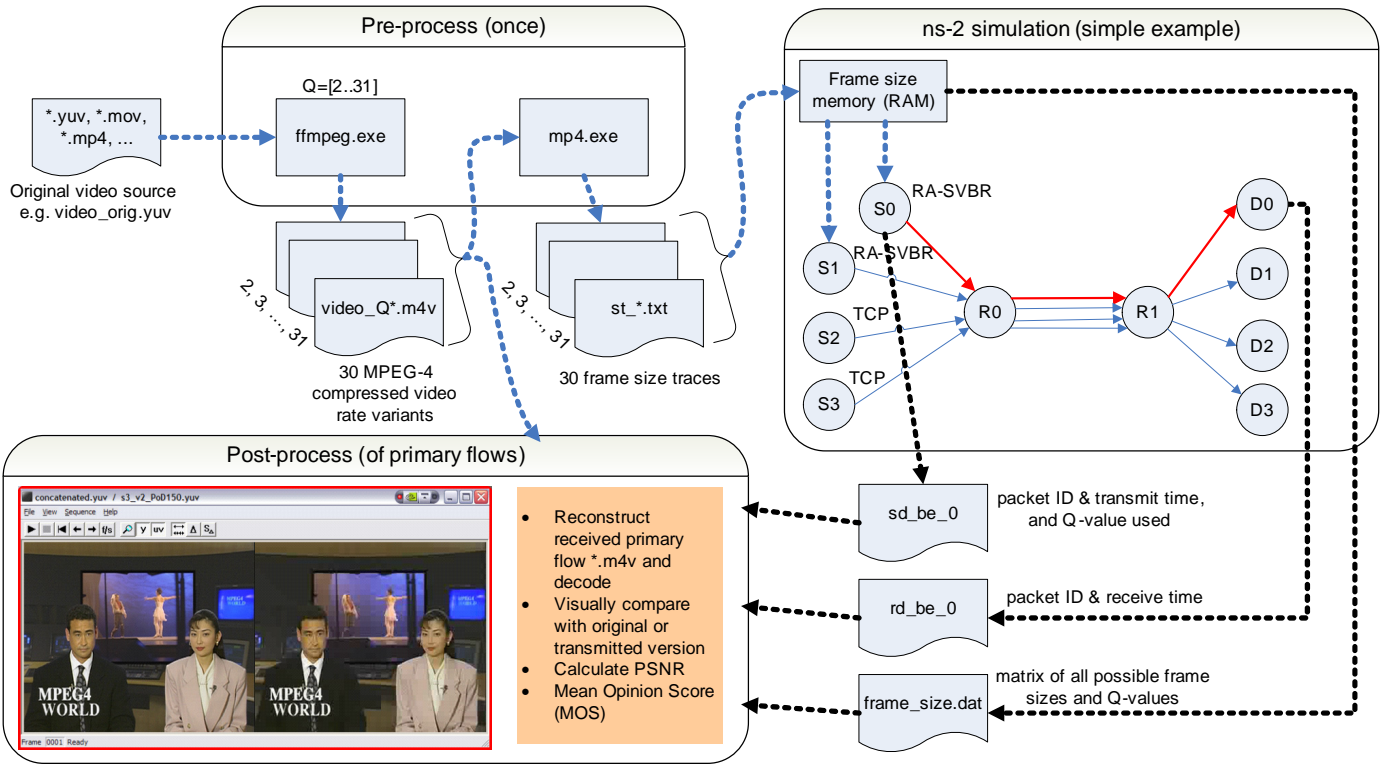 Pre-process (once)
Q=[2..31]
*.yuv, *.mov,
*.mp4, ...
ffmpeg.exe
mp4.exe
Original video source
e.g. video_orig.yuv
video_Q*.m4v
2, 3, ..., 31
30 MPEG-4
compressed video
rate variants
st_*.txt
2, 3, ..., 31
30 frame size traces
ns-2 simulation (simple example)
Frame size
memory (RAM)
S0
RA-SVBR
S1
RA-SVBR
S2
TCP
S3
TCP
R0
R1
D0
D1
D2
D3
Post-process (of primary flows)
concatenated.yuv / s3_v2_PoD150.yuv
File View Sequence Help
f/s y uv Δ
MPEG4
WORLD
MPEG4
WORLD
Frame 0001 Ready
• Reconstruct
received primary
flow *.m4v and
decode
• Visually compare
with original or
transmitted version
• Calculate PSNR
• Mean Opinion Score
(MOS)
sd_be_0
packet ID & transmit time,
and Q-value used
rd_be_0
packet ID & receive time
frame_size.dat
matrix of all possible frame
sizes and Q-values